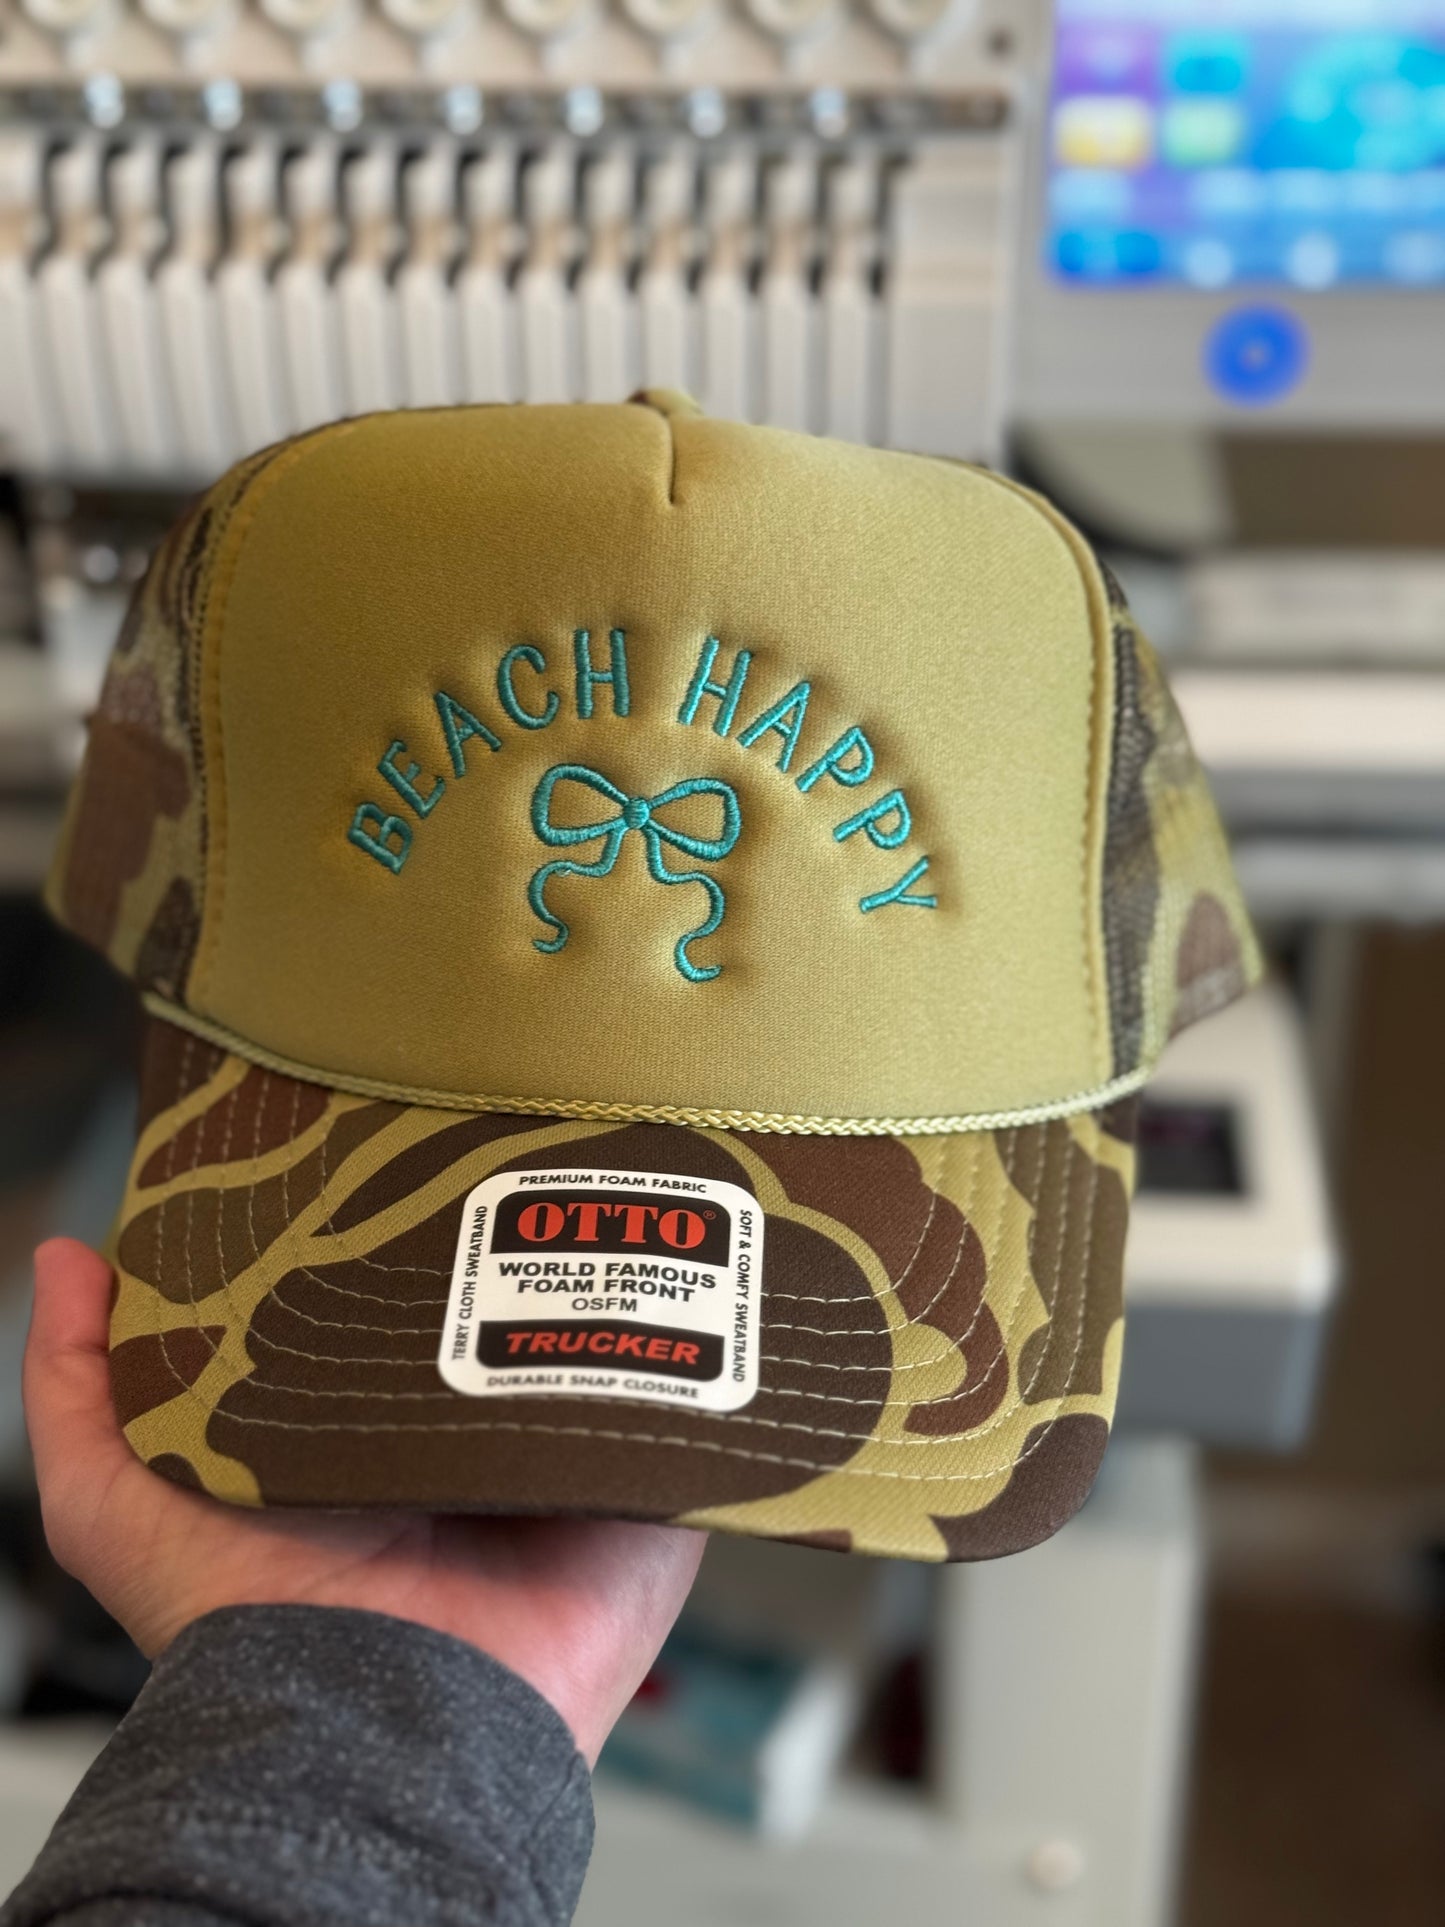 BEACH HAPPY
PREMIUM FOAM FABRIC
OTTO®
WORLD FAMOUS
FOAM FRONT
OSFM
TRUCKER
DURABLE SNAP CLOSURE
TERRY CLOTH SWEATBAND
SOFT & COMFY SWEATBAND